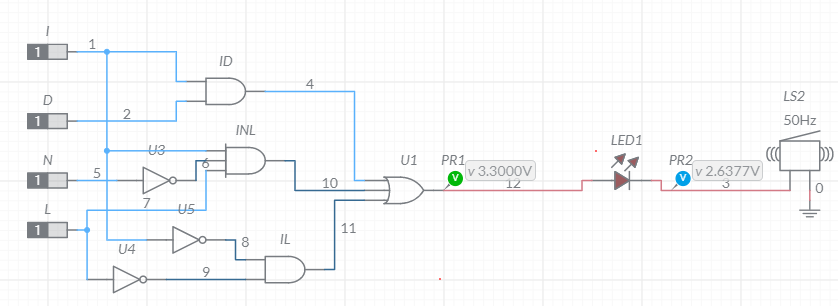 I
1
1
ID
4
D
1
2
LS2
50Hz
INL
LED1
N
U3
6
1
5
U1
PR1
v 3.3000V
PR2
v 2.6377V
V
V
10
12
3
0
L
7
U5
1
11
U4
8
IL
9